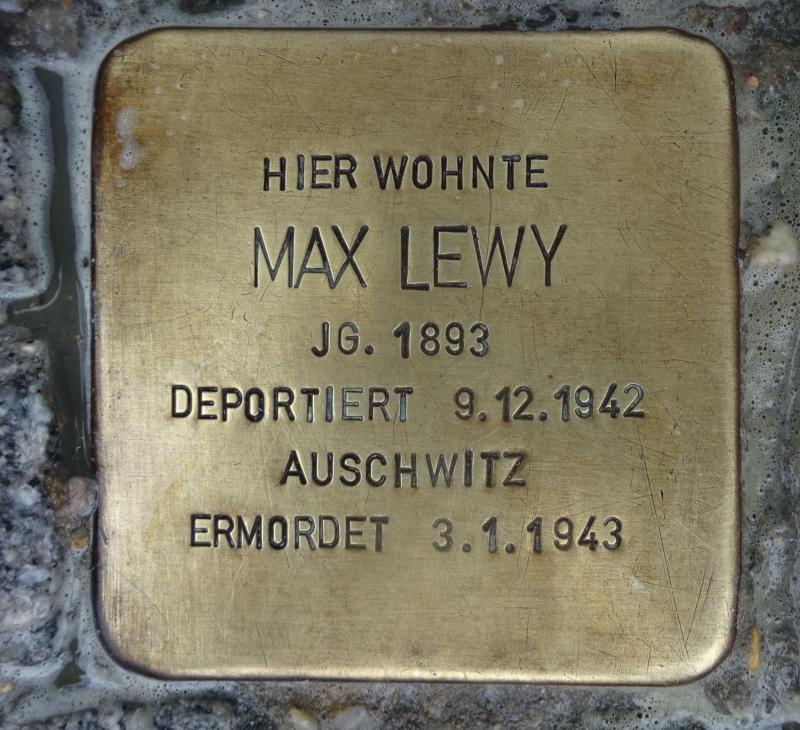 HIER WOHNTE
MAX LEWY
JG. 1893
DEPORTIERT 9.12.1942
AUSCHWITZ
ERMORDET 3.1.1943